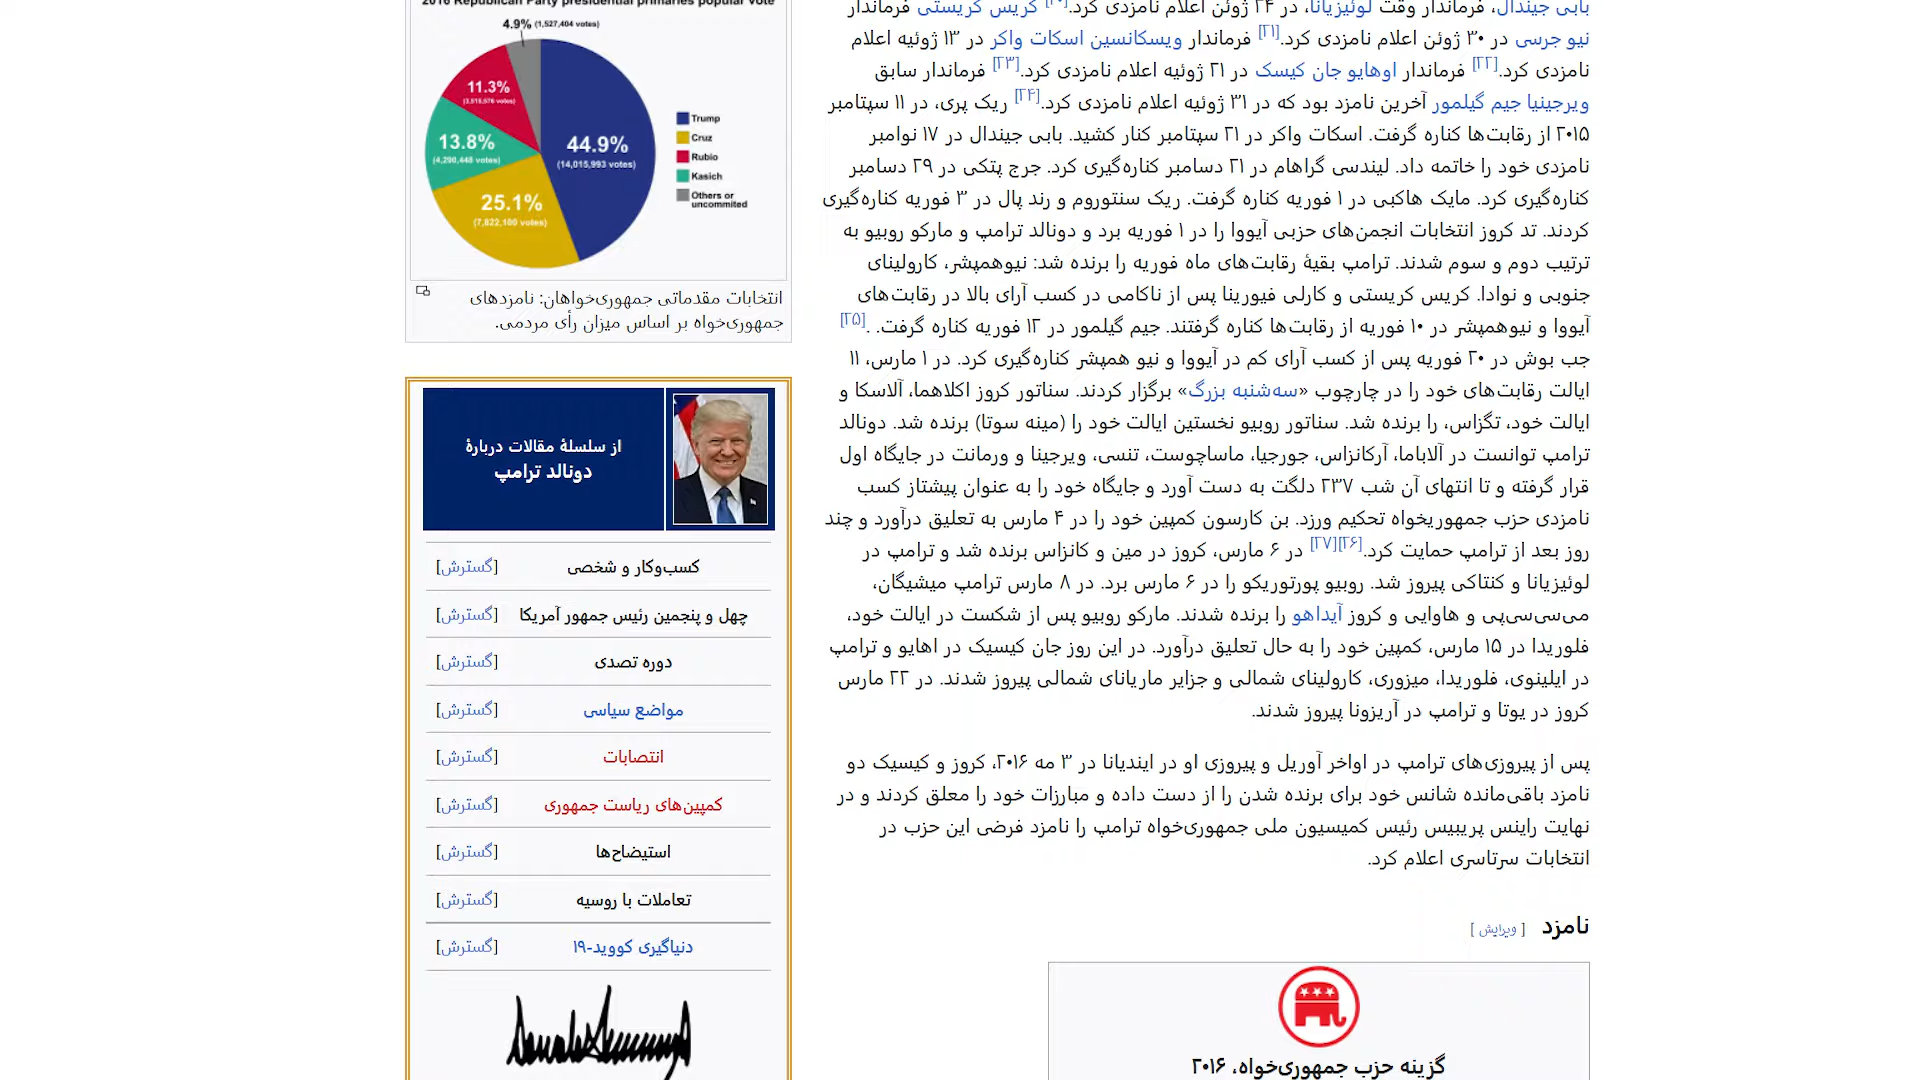 بابی جیندال، فرماندار وقت لوئیزیانا، در ۲۴ ژوئن اعلام نامزدی کرد.[۲۰] کریس کریستی فرماندار
نیو جرسی در ۳۰ ژوئن اعلام نامزدی کرد.[۲۱] فرماندار ویسکانسین اسکات واکر در ۱۳ ژوئیه اعلام
نامزدی کرد.[۲۲] فرماندار اوهایو جان کیسک در ۲۱ ژوئیه اعلام نامزدی کرد.[۲۳] فرماندار سابق
ویرجینیا جیم گیلمور آخرین نامزد بود که در ۳۱ ژوئیه اعلام نامزدی کرد.[۲۴] ریک پری، در ۱۱ سپتامبر
۲۰۱۵ از رقابت‌ها کناره گرفت. اسکات واکر در ۲۱ سپتامبر کنار کشید. بابی جیندال در ۱۷ نوامبر
نامزدی خود را خاتمه داد. لیندسی گراهام در ۲۱ دسامبر کناره‌گیری کرد. جرج پتکی در ۲۹ دسامبر
کناره‌گیری کرد. مایک هاکبی در ۱ فوریه کناره گرفت. ریک سنتوروم و رند پال در ۳ فوریه کناره‌گیری
کردند. تد کروز انتخابات انجمن‌های حزبی آیووا را در ۱ فوریه برد و دونالد ترامپ و مارکو روبیو به
ترتیب دوم و سوم شدند. ترامپ بقیهٔ رقابت‌های ماه فوریه را برنده شد: نیوهمپشر، کارولینای
جنوبی و نوادا. کریس کریستی و کارلی فیورینا پس از ناکامی در کسب آرای بالا در رقابت‌های
آیووا و نیوهمپشر در ۱۰ فوریه از رقابت‌ها کناره گرفتند. جیم گیلمور در ۱۲ فوریه کناره گرفت. .[۲۵]
جب بوش در ۲۰ فوریه پس از کسب آرای کم در آیووا و نیو همپشر کناره‌گیری کرد. در ۱ مارس، ۱۱
ایالت رقابت‌های خود را در چارچوب «سه‌شنبه بزرگ» برگزار کردند. سناتور کروز اکلاهما، آلاسکا و
ایالت خود، تگزاس، را برنده شد. سناتور روبیو نخستین ایالت خود را (مینه سوتا) برنده شد. دونالد
ترامپ توانست در آلاباما، آرکانزاس، جورجیا، ماساچوست، تنسی، ویرجینا و ورمانت در جایگاه اول
قرار گرفته و تا انتهای آن شب ۲۳۷ دلگت به دست آورد و جایگاه خود را به عنوان پیشتاز کسب
نامزدی حزب جمهوریخواه تحکیم ورزد. بن کارسون کمپین خود را در ۴ مارس به تعلیق درآورد و چند
روز بعد از ترامپ حمایت کرد.[۲۶][۲۷] در ۶ مارس، کروز در مین و کانزاس برنده شد و ترامپ در
لوئیزیانا و کنتاکی پیروز شد. روبیو پورتوریکو را در ۶ مارس برد. در ۸ مارس ترامپ میشیگان،
می‌سی‌سی‌پی و هاوایی و کروز آیداهو را برنده شدند. مارکو روبیو پس از شکست در ایالت خود،
فلوریدا در ۱۵ مارس، کمپین خود را به حال تعلیق درآورد. در این روز جان کیسیک در اهایو و ترامپ
در ایلینوی، فلوریدا، میزوری، کارولینای شمالی و جزایر ماریانای شمالی پیروز شدند. در ۲۲ مارس
کروز در یوتا و ترامپ در آریزونا پیروز شدند.
پس از پیروزی‌های ترامپ در اواخر آوریل و پیروزی او در ایندیانا در ۳ مه ۲۰۱۶، کروز و کیسیک دو
نامزد باقی‌مانده شانس خود برای برنده شدن را از دست داده و مبارزات خود را معلق کردند و در
نهایت راینس پریبیس رئیس کمیسیون ملی جمهوری‌خواه ترامپ را نامزد فرضی این حزب در
انتخابات سرتاسری اعلام کرد.
نامزد [ ویرایش ]
گزینه حزب جمهوری‌خواه، ۲۰۱۶
2016 Republican Party presidential primaries popular vote
4.9% (1,527,404 votes)
11.3%
(3,515,576 votes)
13.8%
(4,290,448 votes)
44.9%
(14,015,993 votes)
25.1%
(7,822,100 votes)
Trump
Cruz
Rubio
Kasich
Others or
uncommited
انتخابات مقدماتی جمهوری‌خواهان: نامزدهای
جمهوری‌خواه بر اساس میزان رأی مردمی.
از سلسلهٔ مقالات دربارهٔ
دونالد ترامپ
کسب‌وکار و شخصی [گسترش]
چهل و پنجمین رئیس جمهور آمریکا [گسترش]
دوره تصدی [گسترش]
مواضع سیاسی [گسترش]
انتصابات [گسترش]
کمپین‌های ریاست جمهوری [گسترش]
استیضاح‌ها [گسترش]
تعاملات با روسیه [گسترش]
دنیاگیری کووید-۱۹ [گسترش]